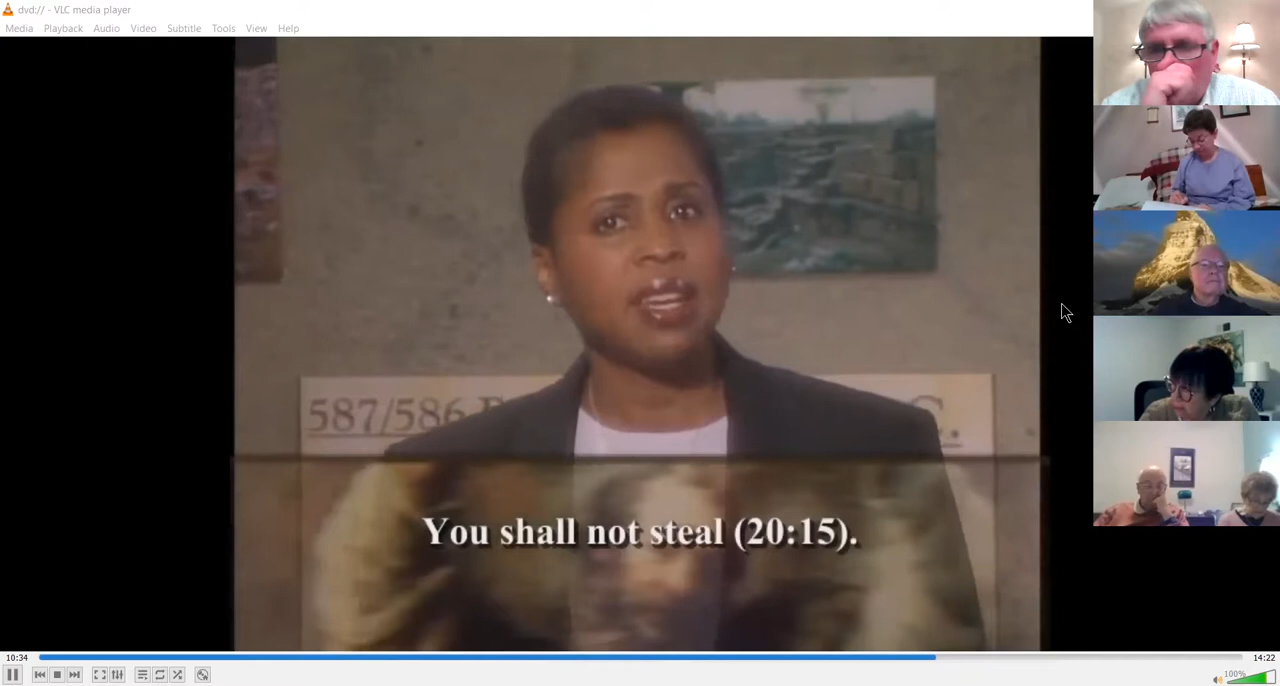 dvd:// - VLC media player
Media Playback Audio Video Subtitle Tools View Help
587/586
C.
You shall not steal (20:15).
10:34
14:22
100%